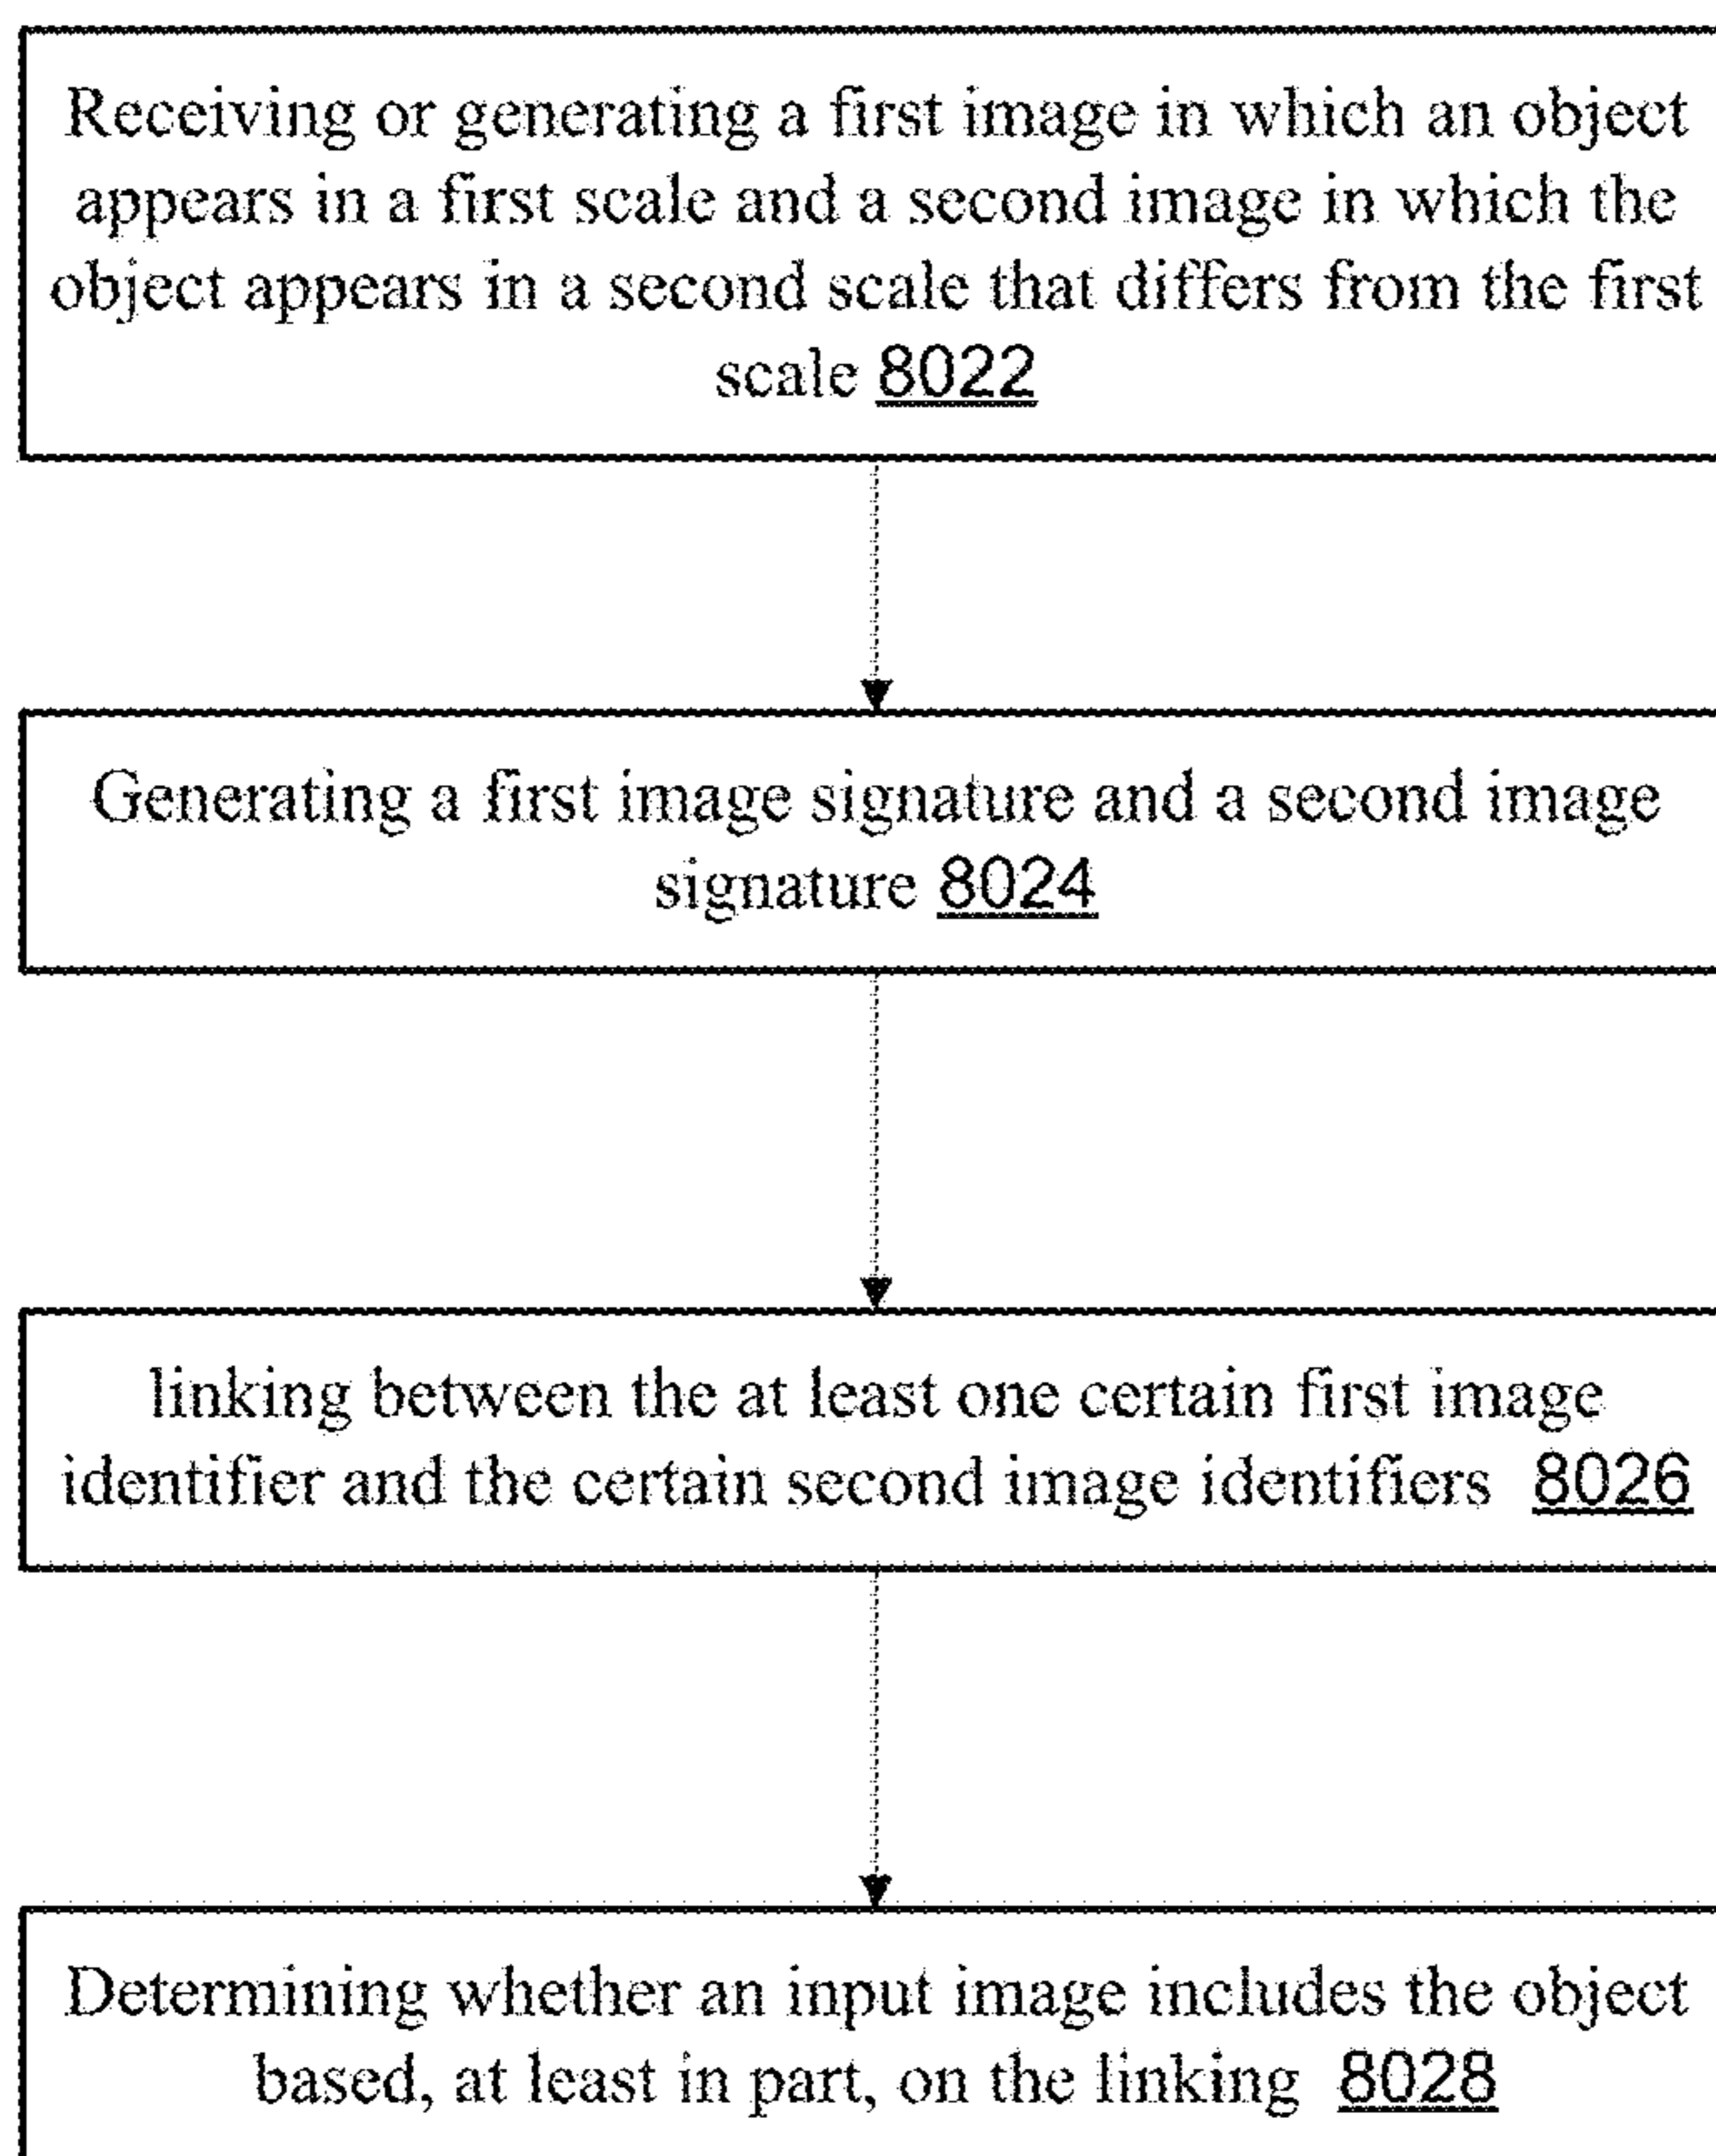 Receiving or generating a first image in which an object
appears in a first scale and a second image in which the
object appears in a second scale that differs from the first
scale 8022
Generating a first image signature and a second image
signature 8024
linking between the at least one certain first image
identifier and the certain second image identifiers 8026
Determining whether an input image includes the object
based, at least in part, on the linking 8028